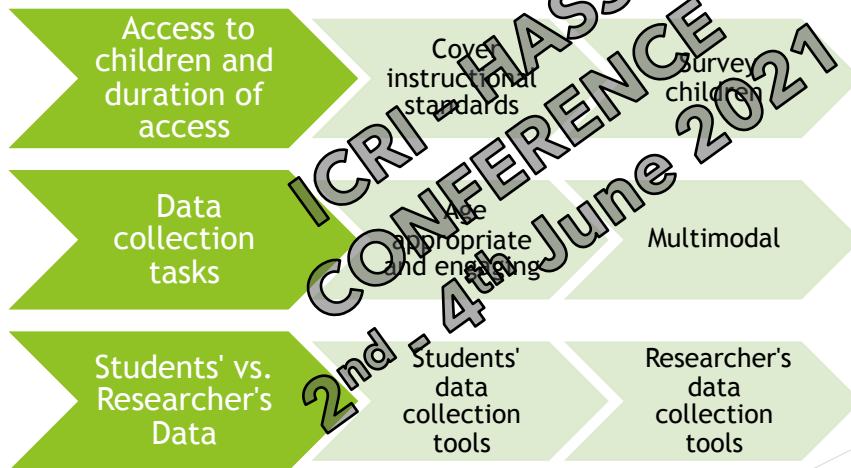 Access to
children and
duration of
access
Cover
instructional
standards
Survey
children
Data
collection
tasks
Age
appropriate
and engaging
Multimodal
Students' vs.
Researcher's
Data
Students'
data
collection
tools
Researcher's
data
collection
tools
ICRI - HASS
CONFERENCE
2nd - 4th June 2021